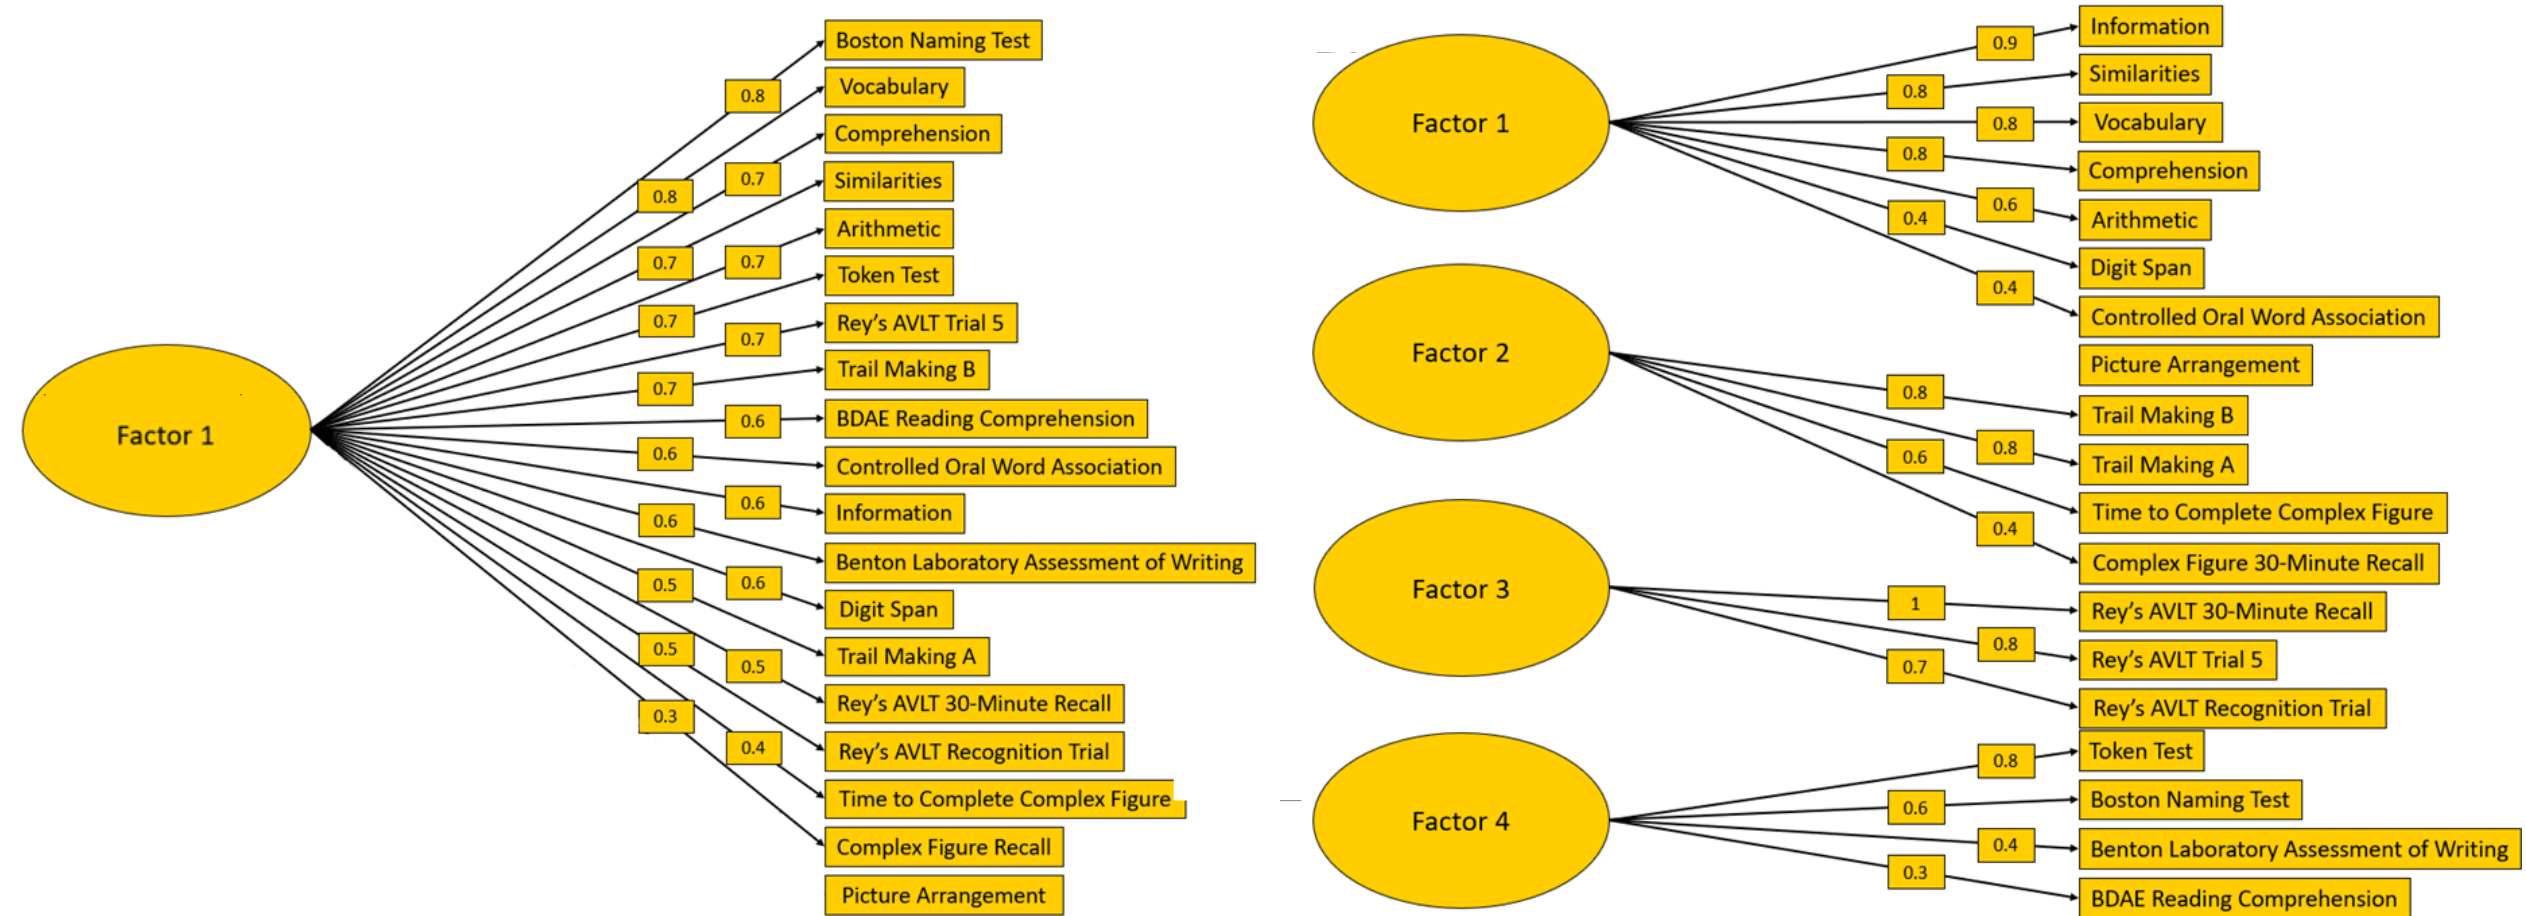 Factor 1
0.8
0.8
0.7
0.7
0.7
0.7
0.7
0.7
0.6
0.6
0.6
0.6
0.6
0.5
0.5
0.5
0.4
0.3
Boston Naming Test
Vocabulary
Comprehension
Similarities
Arithmetic
Token Test
Rey's AVLT Trial 5
Trail Making B
BDAE Reading Comprehension
Controlled Oral Word Association
Information
Benton Laboratory Assessment of Writing
Digit Span
Trail Making A
Rey's AVLT 30-Minute Recall
Rey's AVLT Recognition Trial
Time to Complete Complex Figure
Complex Figure Recall
Picture Arrangement
Factor 1
0.9
0.8
0.8
0.8
0.6
0.4
0.4
Information
Similarities
Vocabulary
Comprehension
Arithmetic
Digit Span
Controlled Oral Word Association
Picture Arrangement
Factor 2
0.8
0.8
0.6
0.4
Trail Making B
Trail Making A
Time to Complete Complex Figure
Complex Figure 30-Minute Recall
Factor 3
1
0.8
0.7
Rey's AVLT 30-Minute Recall
Rey's AVLT Trial 5
Rey's AVLT Recognition Trial
Factor 4
0.8
0.6
0.4
0.3
Token Test
Boston Naming Test
Benton Laboratory Assessment of Writing
BDAE Reading Comprehension